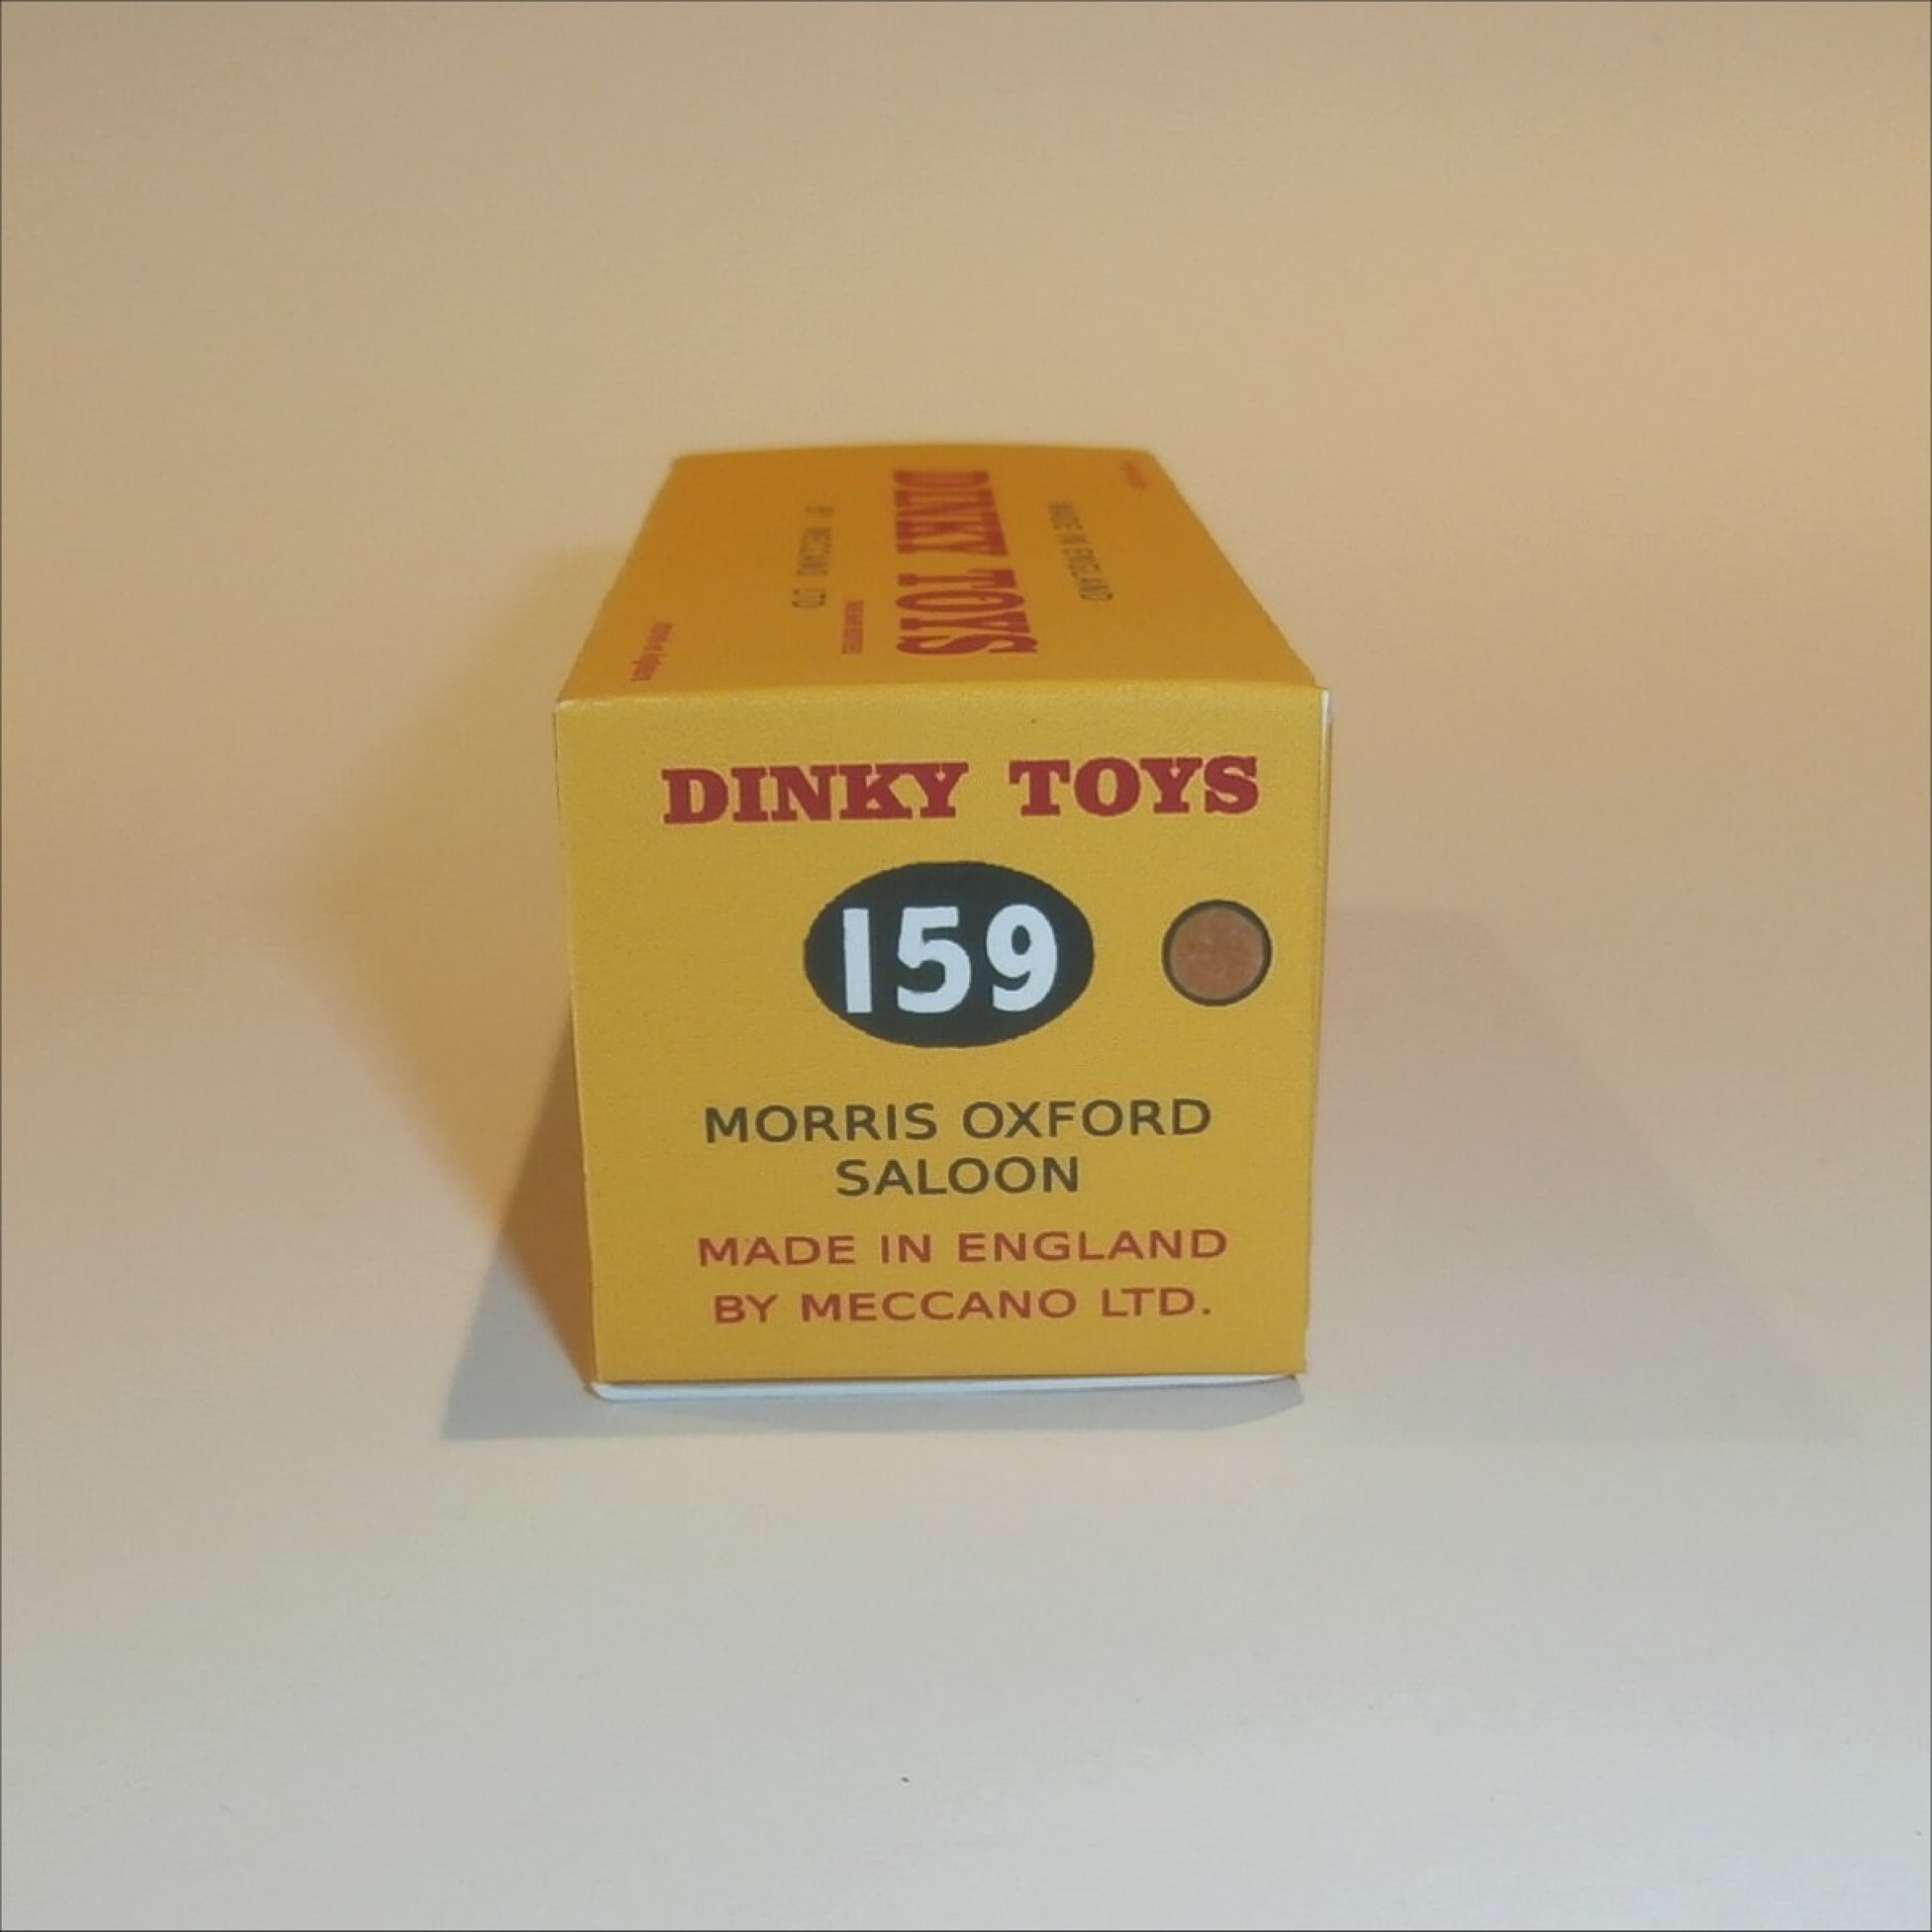 DINKY TOYS
BY MECCANO LTD
MADE IN ENGLAND
DINKY TOYS
159
MORRIS OXFORD
SALOON
MADE IN ENGLAND
BY MECCANO LTD.